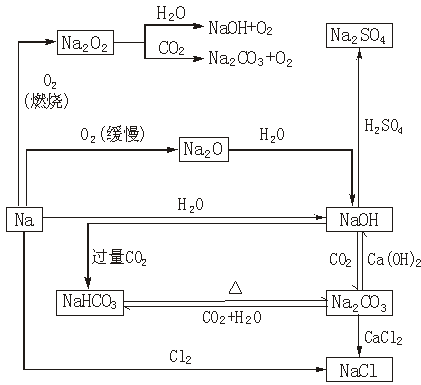 H₂O
Na₂O₂ NaOH+O₂ Na₂SO₄
CO₂ Na₂CO₃+O₂
O₂
(燃烧)
O₂(缓慢) H₂O H₂SO₄
Na₂O
H₂O
Na NaOH
过量CO₂ CO₂ Ca(OH)₂
△
NaHCO₃ Na₂CO₃
CO₂+H₂O
CaCl₂
Cl₂
NaCl